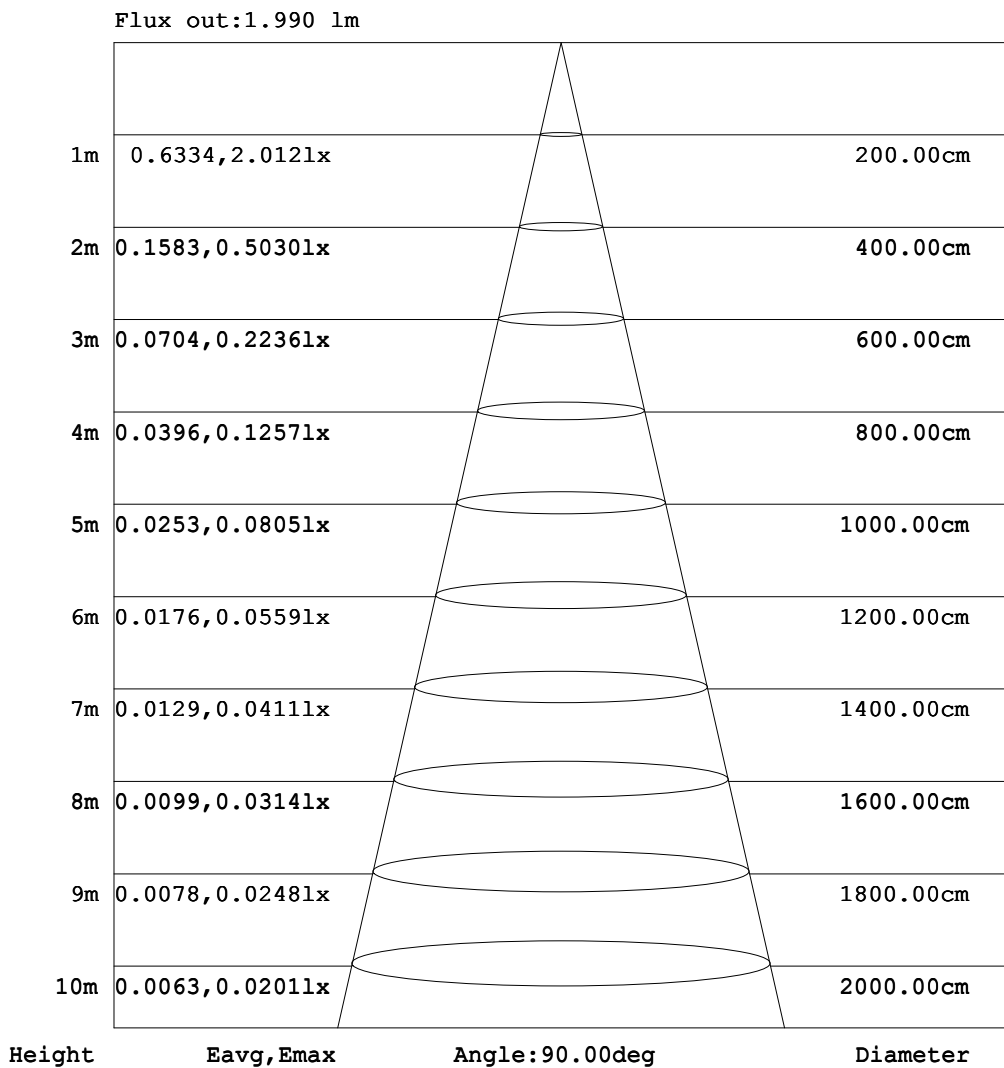 Flux out:1.990 lm
1m 0.6334,2.012lx 200.00cm
2m 0.1583,0.5030lx 400.00cm
3m 0.0704,0.2236lx 600.00cm
4m 0.0396,0.1257lx 800.00cm
5m 0.0253,0.0805lx 1000.00cm
6m 0.0176,0.0559lx 1200.00cm
7m 0.0129,0.0411lx 1400.00cm
8m 0.0099,0.0314lx 1600.00cm
9m 0.0078,0.0248lx 1800.00cm
10m 0.0063,0.0201lx 2000.00cm
Height Eavg,Emax Angle:90.00deg Diameter